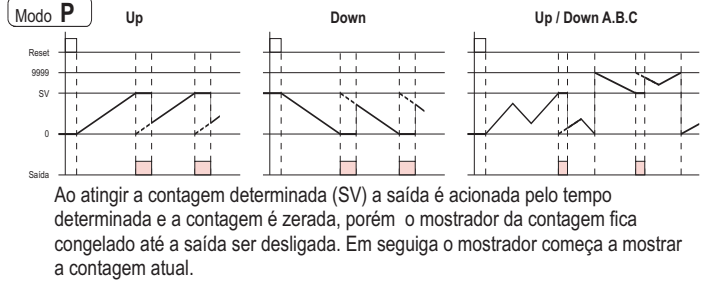 Modo P
Up
Down
Up / Down A.B.C
Reset
9999
SV
0
Saída
Ao atingir a contagem determinada (SV) a saída é acionada pelo tempo
determinada e a contagem é zerada, porém o mostrador da contagem fica
congelado até a saída ser desligada. Em seguiga o mostrador começa a mostrar
a contagem atual.